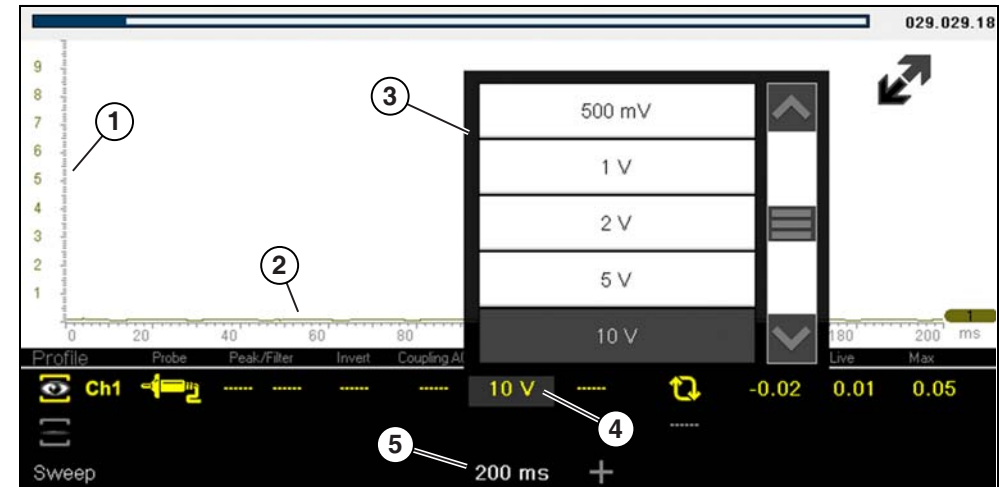 029.029.18
9
8
7
6
5
4
3
2
1
1
2
3
500 mV
1 V
2 V
5 V
10 V
0 20 40 60 80 180 200 ms
1
Profile Probe Peak/Filter Invert Live Max
Ch1 ------ ------ ------ ------ 10 V ------ -0.02 0.01 0.05
------
4
5
Sweep 200 ms +